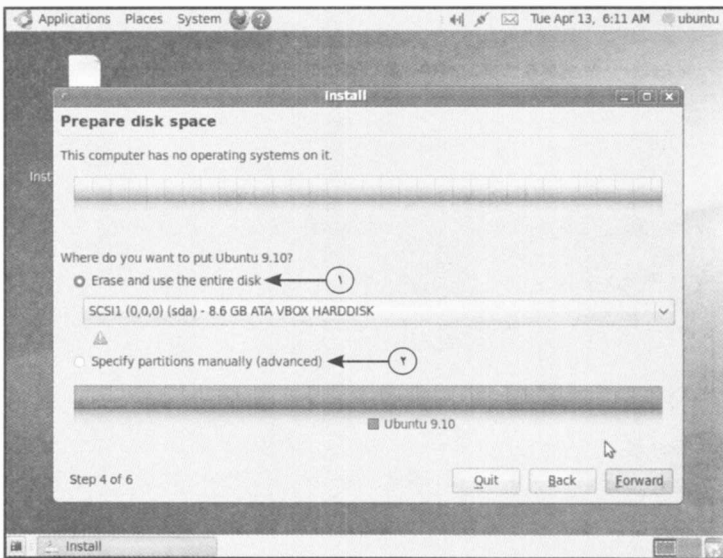 Applications Places System Tue Apr 13, 6:11 AM ubuntu
Install
Prepare disk space
This computer has no operating systems on it.
Inst
Where do you want to put Ubuntu 9.10?
Erase and use the entire disk ١
SCSI1 (0,0,0) (sda) - 8.6 GB ATA VBOX HARDDISK
Specify partitions manually (advanced) ٢
Ubuntu 9.10
Step 4 of 6 Quit Back Forward
Install